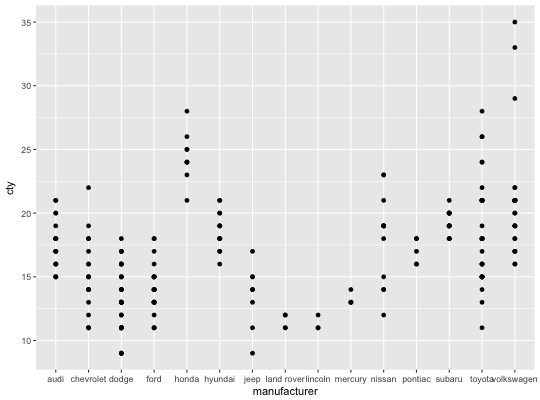 35
30
25
20
15
10
cty
audi chevrolet dodge ford honda hyundai jeep land rover lincoln mercury nissan pontiac subaru toyota volkswagen
manufacturer